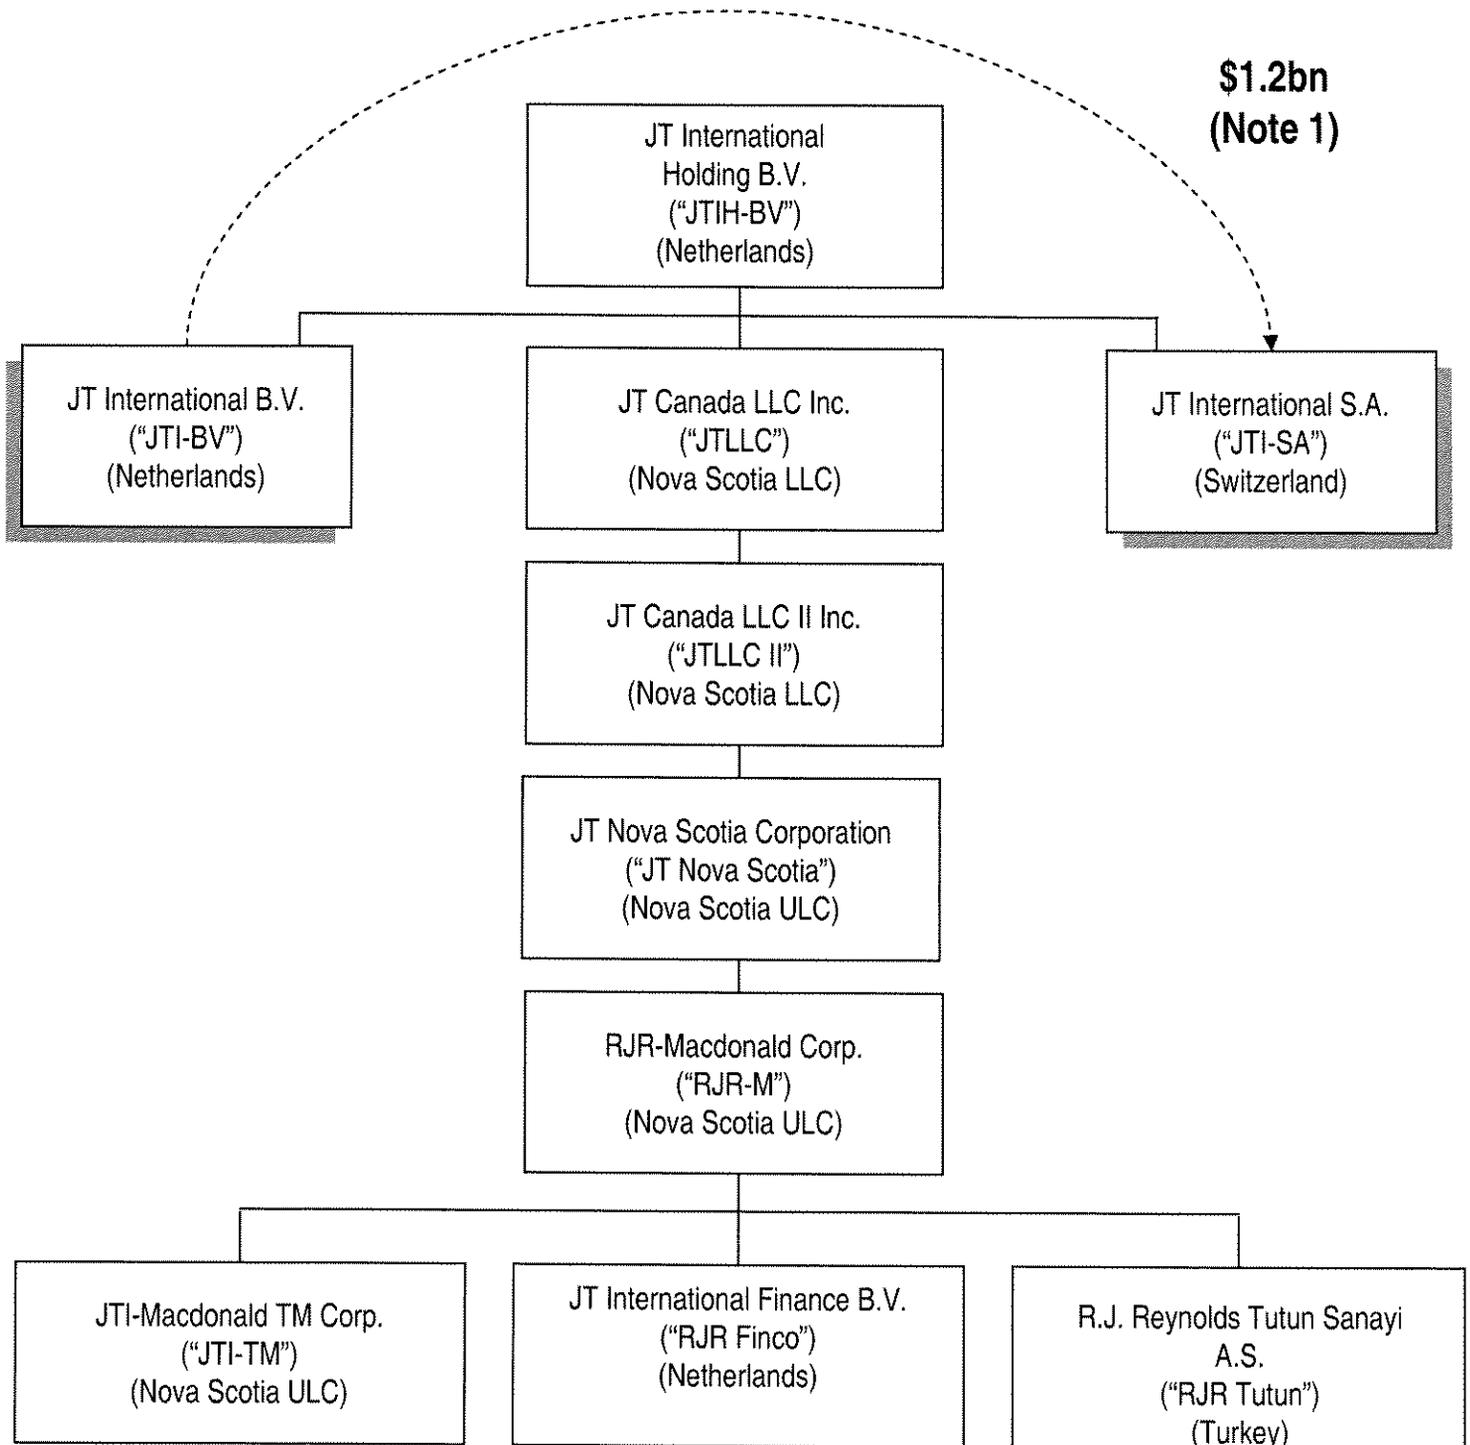 $1.2bn
(Note 1)
JT International
Holding B.V.
(“JTIH-BV”)
(Netherlands)
JT International B.V.
(“JTI-BV”)
(Netherlands)
JT Canada LLC Inc.
(“JTLLC”)
(Nova Scotia LLC)
JT International S.A.
(“JTI-SA”)
(Switzerland)
JT Canada LLC II Inc.
(“JTLLC II”)
(Nova Scotia LLC)
JT Nova Scotia Corporation
(“JT Nova Scotia”)
(Nova Scotia ULC)
RJR-Macdonald Corp.
(“RJR-M”)
(Nova Scotia ULC)
JTI-Macdonald TM Corp.
(“JTI-TM”)
(Nova Scotia ULC)
JT International Finance B.V.
(“RJR Finco”)
(Netherlands)
R.J. Reynolds Tutun Sanayi
A.S.
(“RJR Tutun”)
(Turkey)